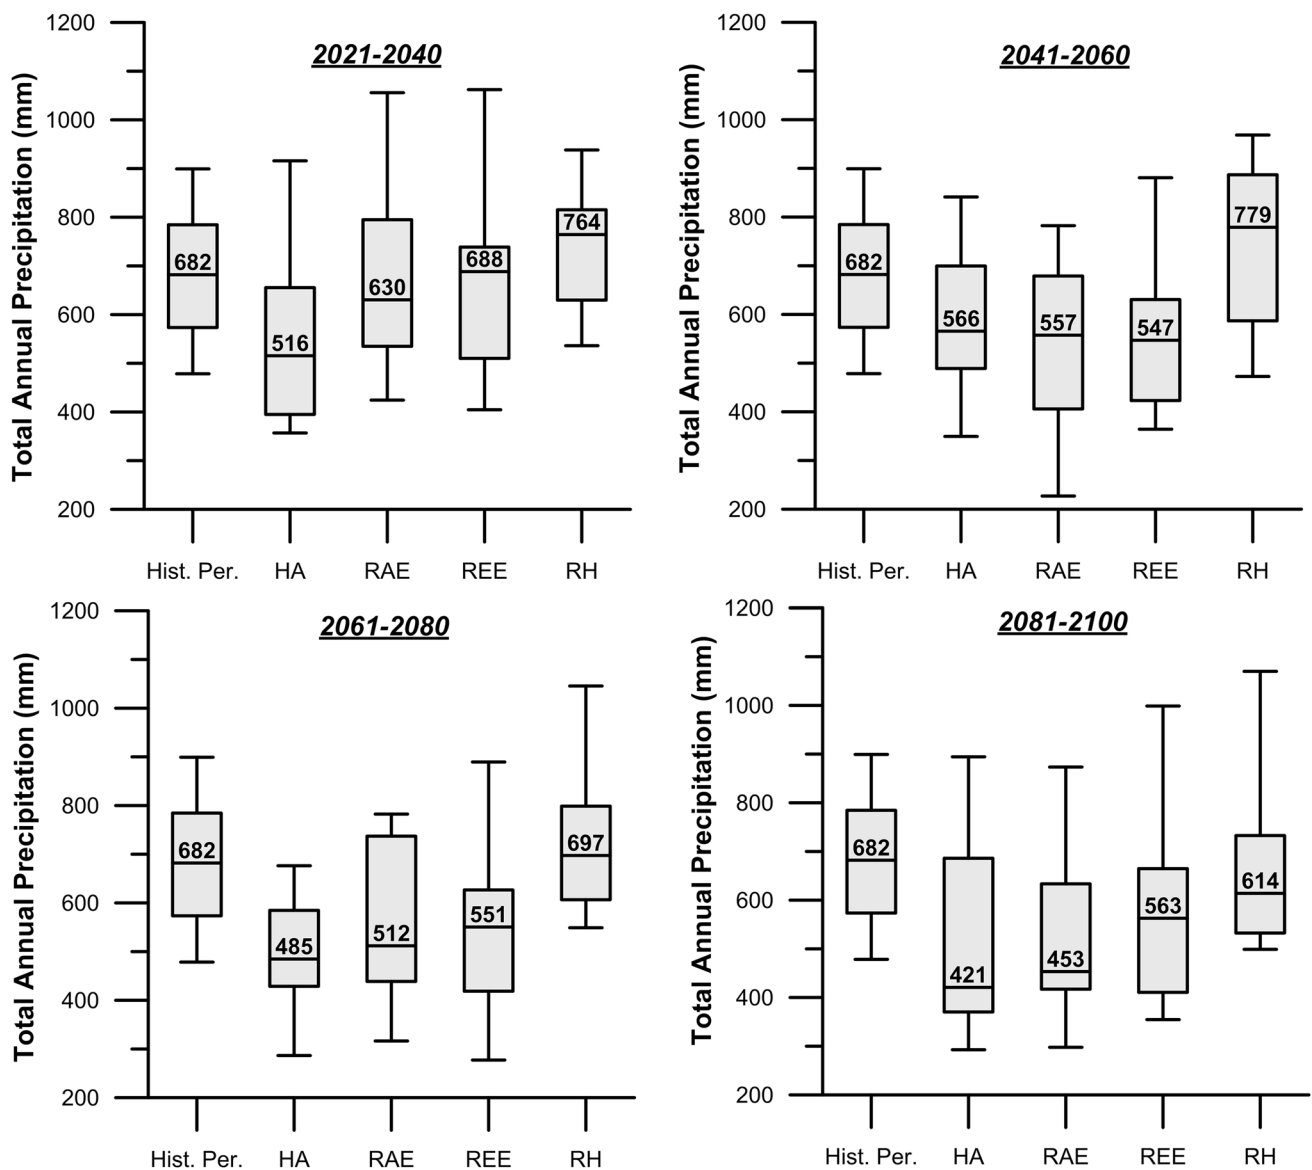 2021-2040
Total Annual Precipitation (mm)
1200
1000
800
600
400
200
682
516
630
688
764
Hist. Per.
HA
RAE
REE
RH
2041-2060
Total Annual Precipitation (mm)
1200
1000
800
600
400
200
682
566
557
547
779
Hist. Per.
HA
RAE
REE
RH
2061-2080
Total Annual Precipitation (mm)
1200
1000
800
600
400
200
682
485
512
551
697
Hist. Per.
HA
RAE
REE
RH
2081-2100
Total Annual Precipitation (mm)
1200
1000
800
600
400
200
682
421
453
563
614
Hist. Per.
HA
RAE
REE
RH